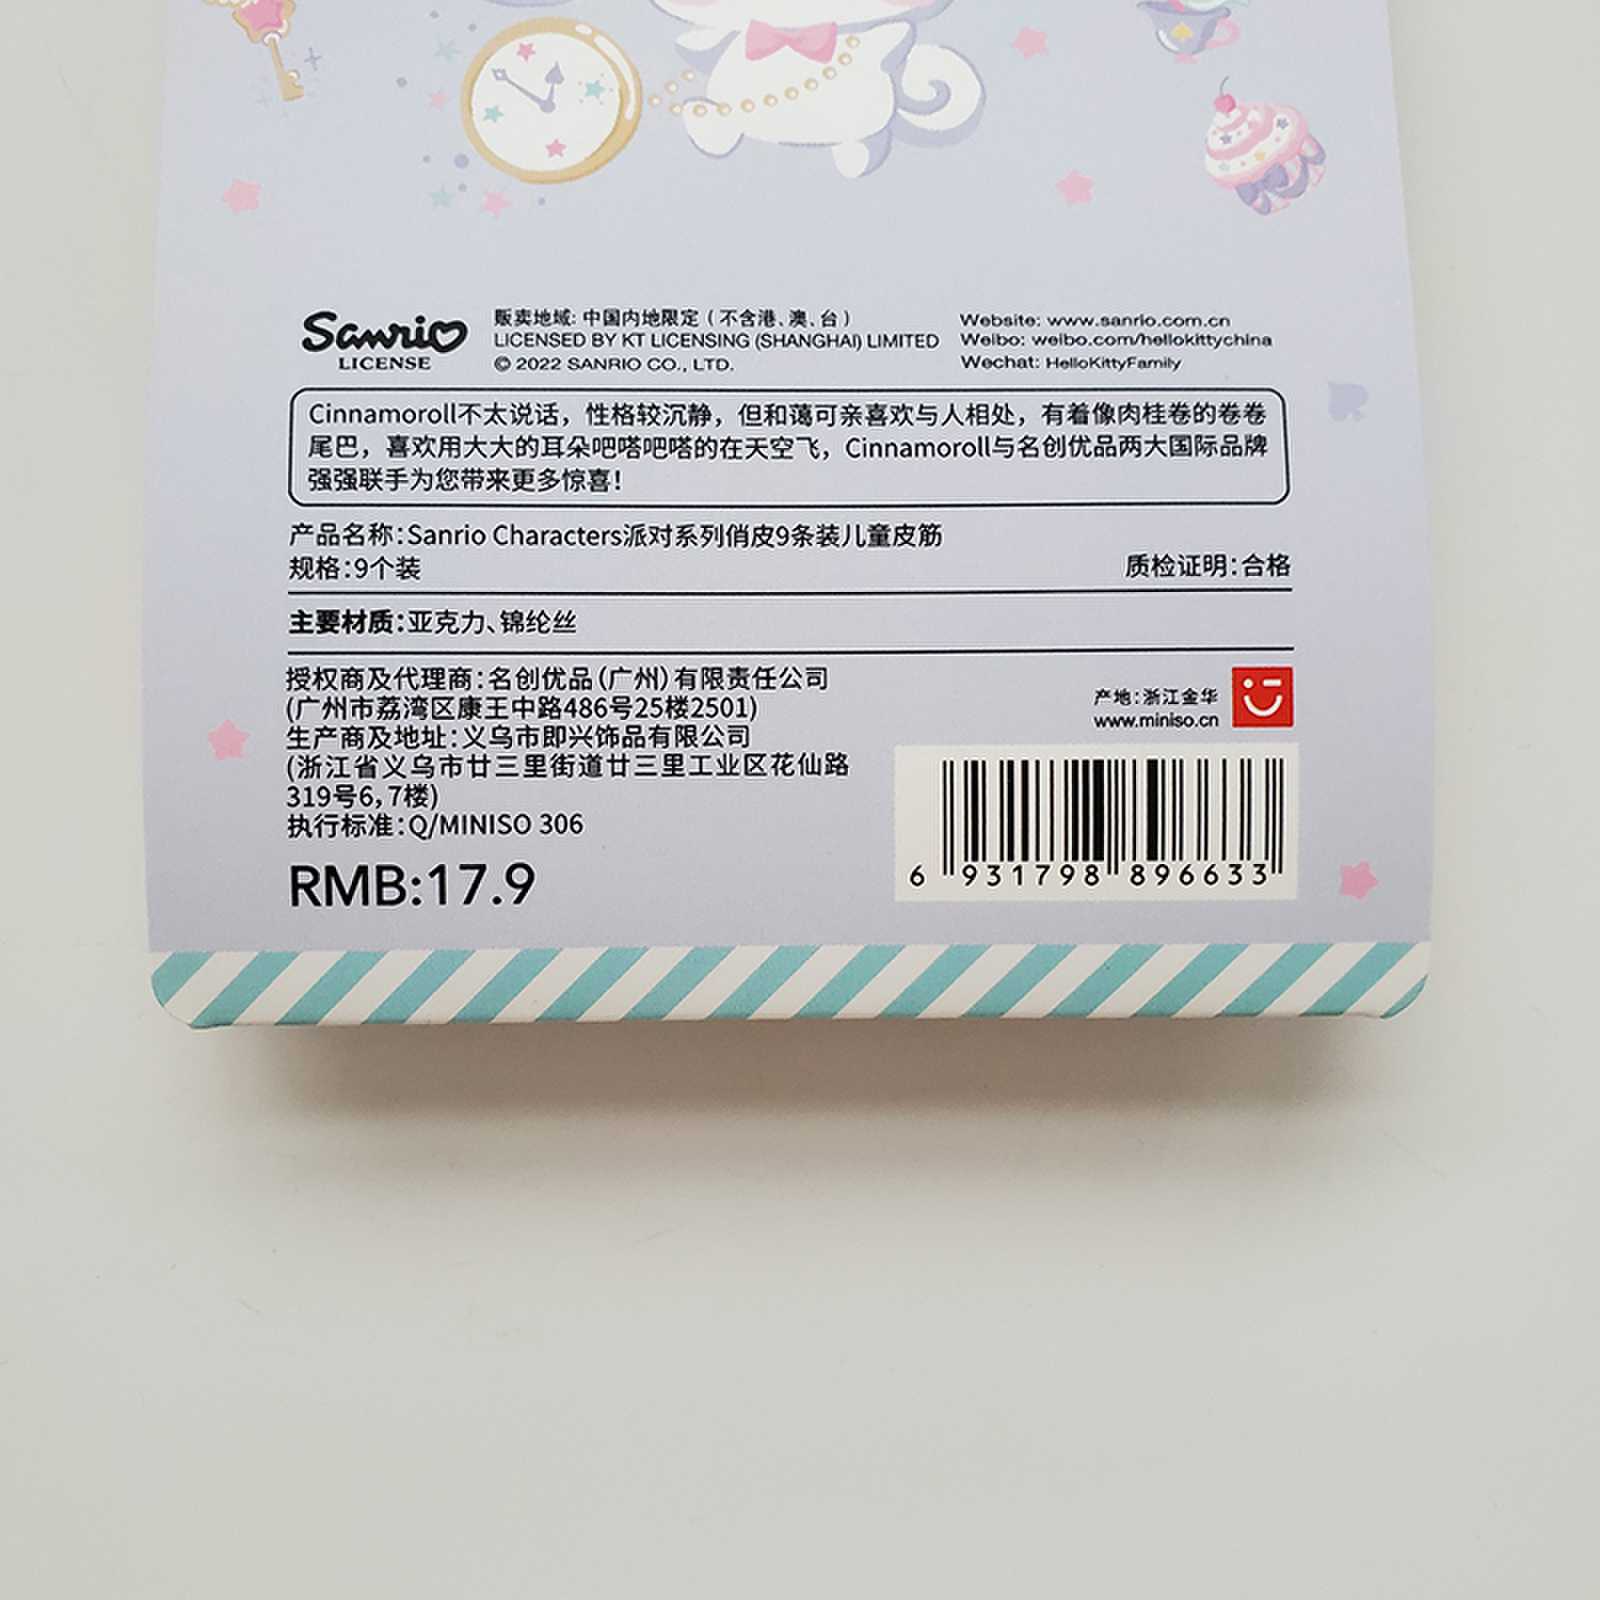 Sanrio
LICENSE
贩卖地域: 中国内地限定 ( 不含港、澳、台 )
LICENSED BY KT LICENSING (SHANGHAI) LIMITED
© 2022 SANRIO CO., LTD.
Website: www.sanrio.com.cn
Weibo: weibo.com/hellokittychina
Wechat: HelloKittyFamily
Cinnamoroll不太说话，性格较沉静，但和蔼可亲喜欢与人相处，有着像肉桂卷的卷卷
尾巴，喜欢用大大的耳朵吧嗒吧嗒的在天空飞，Cinnamoroll与名创优品两大国际品牌
强强联手为您带来更多惊喜！
产品名称：Sanrio Characters派对系列俏皮9条装儿童皮筋
规格：9个装
质检证明：合格
主要材质：亚克力、锦纶丝
授权商及代理商：名创优品（广州）有限责任公司
(广州市荔湾区康王中路486号25楼2501)
生产商及地址：义乌市即兴饰品有限公司
(浙江省义乌市廿三里街道廿三里工业区花仙路
319号6，7楼)
执行标准：Q/MINISO 306
RMB:17.9
产地：浙江金华
www.miniso.cn
6 931798 896633